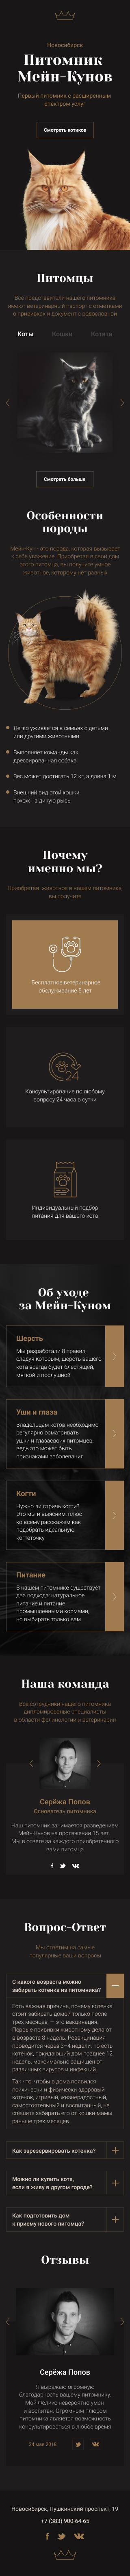 Новосибирск
Питомник
Мейн-Кунов
Первый питомник с расширенным
спектром услуг
Смотреть котиков
Питомцы
Все представители нашего питомника
имеют ветеринарный паспорт с отметками
о прививках и документ с родословной
Коты
Кошки
Котята
Смотреть больше
Особенности
породы
Мейн-Кун - это порода, которая вызывает
к себе уважение. Приобретая в свой дом
этого питомца, вы получите умное
животное, которому нет равных
Легко уживается в семьях с детьми
или другими животными
Выполняет команды как
дрессированная собака
Вес может достигать 12 кг, а длина 1 м
Внешний вид этой кошки
похож на дикую рысь
Почему
именно мы?
Приобретая животное в нашем питомнике,
вы получите
Бесплатное ветеринарное
обслуживание 5 лет
24
Консультирование по любому
вопросу 24 часа в сутки
Индивидуальный подбор
питания для вашего кота
Об уходе
за Мейн-Куном
Шерсть
Мы разработали 8 правил,
следуя которым, шерсть вашего
кота всегда будет блестящей,
мягкой и послушной
Уши и глаза
Владельцам котов необходимо
регулярно осматривать
ушки и глазасвоих питомцев,
ведь это может быть
признаками заболевания
Когти
Нужно ли стричь когти?
Это мы и выясним, плюс
ко всему расскажем как
подобрать идеальную
когтеточку
Питание
В нашем питомнике существует
два подхода: натуральное
питание и питание
промышленными кормами,
но выбирать только вам
Наша команда
Все сотрудники нашего питомника
дипломированные специалисты
в области фелинологии и ветеринарии
Серёжа Попов
Основатель питомника
Наш питомник занимается разведением
Мейн-Кунов на протяжении 15 лет.
Мы в ответе за каждого приобретенного
вами питомца
Вопрос-Ответ
Мы ответим на самые
популярные ваши вопросы
С какого возраста можно
забирать котенка из питомника?
Есть важная причина, почему котенка
стоит забирать домой только после
трех месяцев, — это вакцинация.
Первые прививки животному делают
в возрасте 8 недель. Ревакцинация
проводится через 3-4 недели. То есть
котенок, покидающий дом позднее 12
недель, максимально защищен от
различных вирусов и инфекций.
Так что, чтобы в доме появился
психически и физически здоровый
котенок, игривый, жизнерадостный,
самостоятельный и воспитанный, не
спешите забирать его от кошки-мамы
раньше трех месяцев.
Как зарезервировать котенка?
Можно ли купить кота,
если я живу в другом городе?
Как подготовить дом
к приему нового питомца?
Отзывы
Серёжа Попов
Я выражаю огромную
благодарность вашему питомнику.
Мой Феликс невероятно умен
и воспитан. Огромным плюсом
питомника является возможность
консультироваться в любое время
24 мая 2018
Новосибирск, Пушкинский проспект, 19
+7 (383) 900-64-65